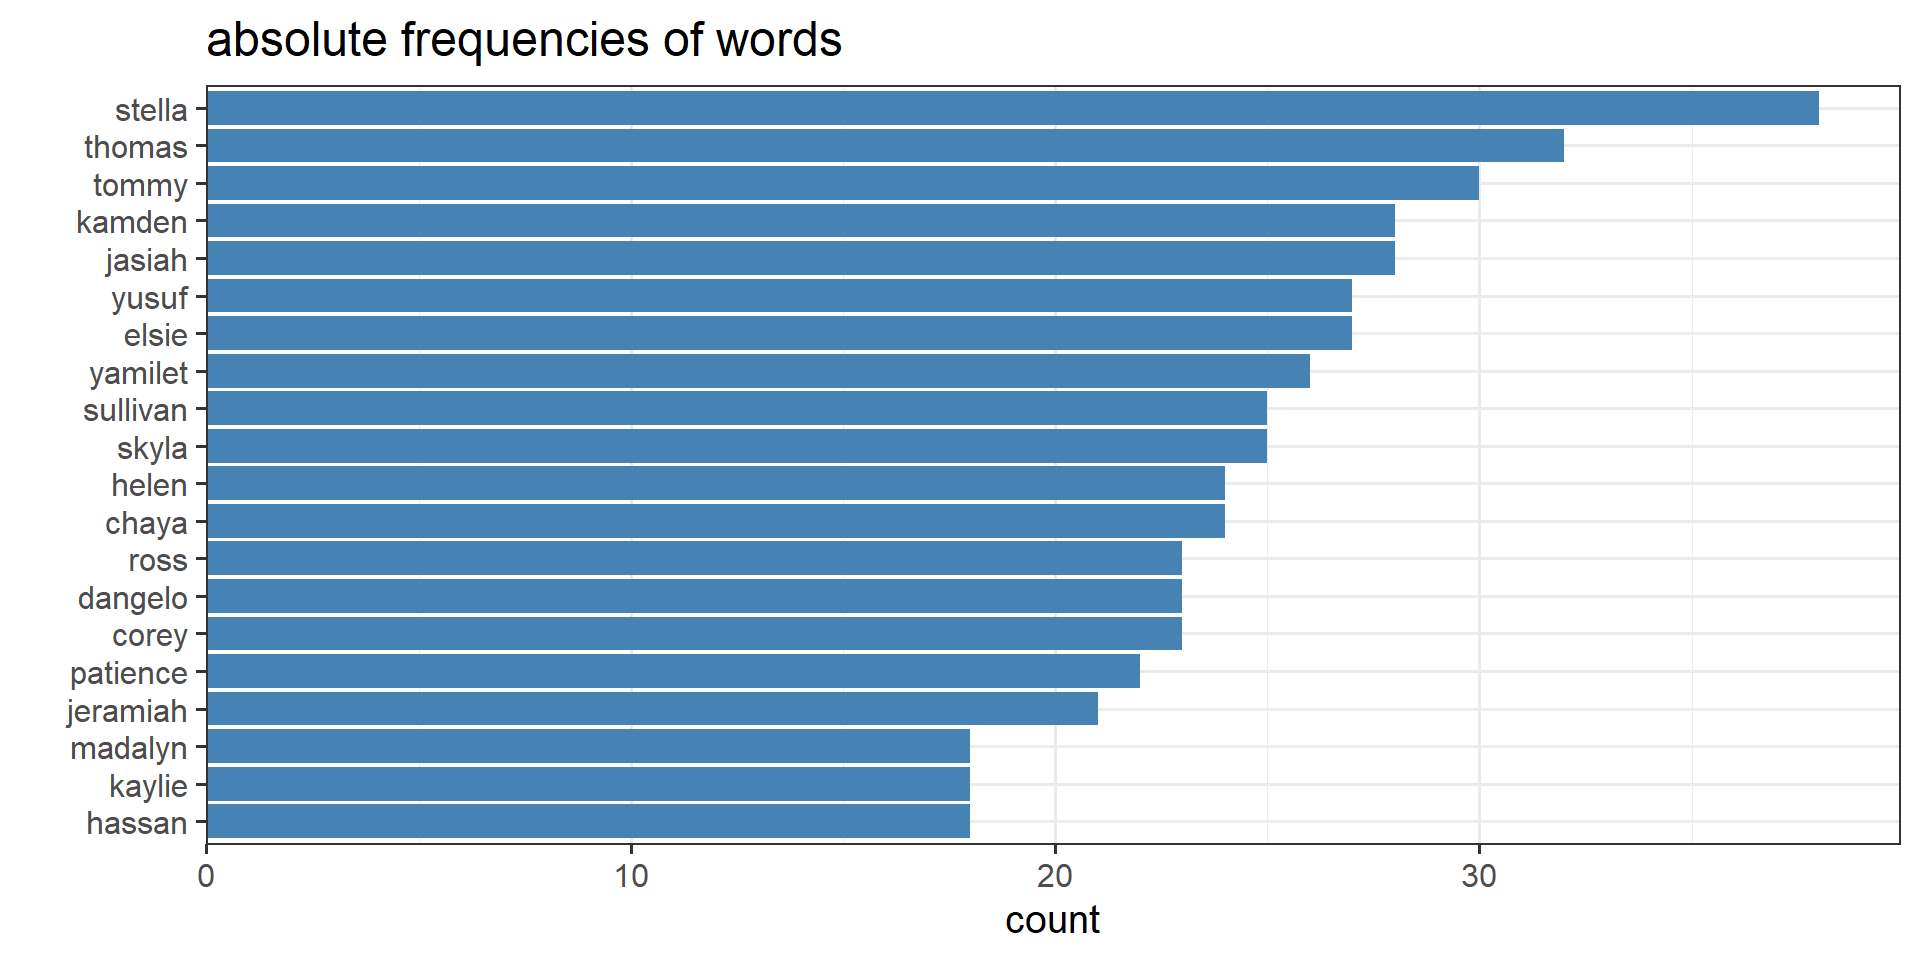 absolute frequencies of words
stella
thomas
tommy
kamden
jasiah
yusuf
elsie
yamilet
sullivan
skyla
helen
chaya
ross
dangelo
corey
patience
jeramiah
madalyn
kaylie
hassan
0 10 20 30
count